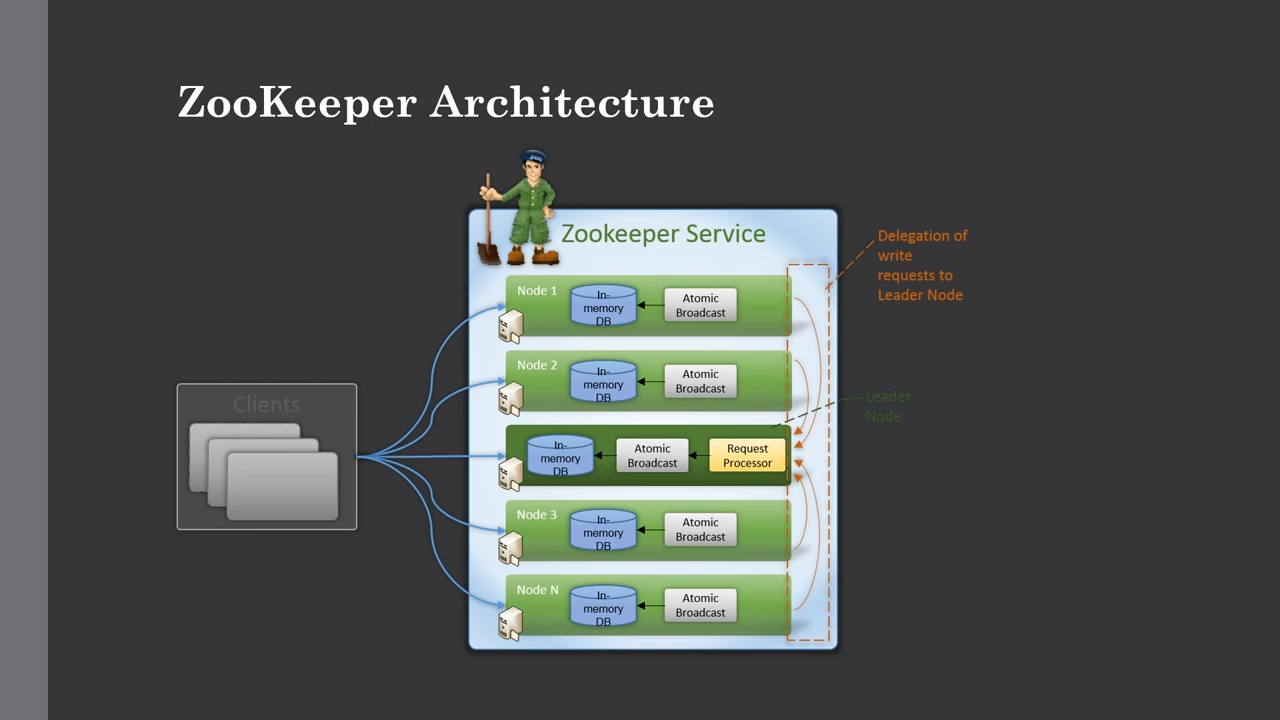 ZooKeeper Architecture
ZOO
Zookeeper Service
Delegation of
write
requests to
Leader Node
Node 1
In-
memory
DB
Atomic
Broadcast
Node 2
In-
memory
DB
Atomic
Broadcast
Leader
Node
Clients
In-
memory
DB
Atomic
Broadcast
Request
Processor
Node 3
In-
memory
DB
Atomic
Broadcast
Node N
In-
memory
DB
Atomic
Broadcast